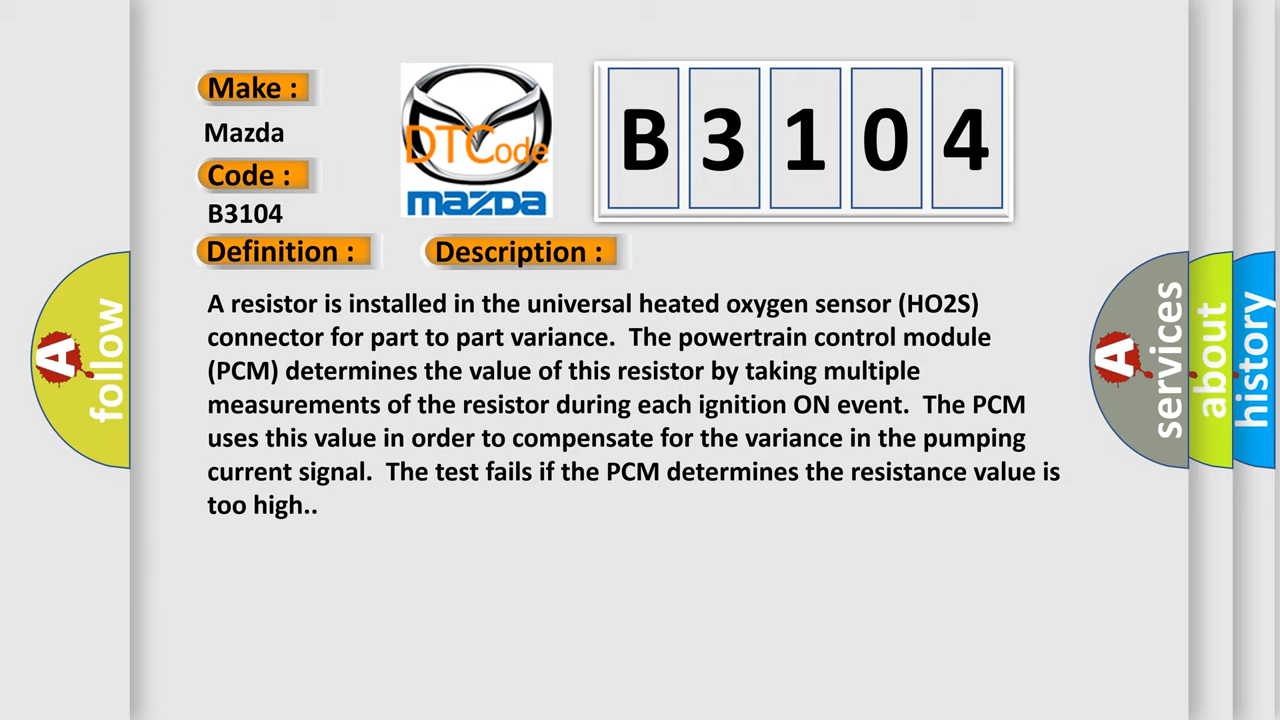 Make :
Mazda
Code :
B3104
Definition :
Description :
DTCode
mazda
B3104
A resistor is installed in the universal heated oxygen sensor (HO2S)
connector for part to part variance  The powertrain control module
(PCM) determines the value of this resistor by taking multiple
measurements of the resistor during each ignition ON event  The PCM
uses this value in order to compensate for the variance in the pumping
current signal  The test fails if the PCM determines the resistance value is
too high..
A follow
A services
about
history